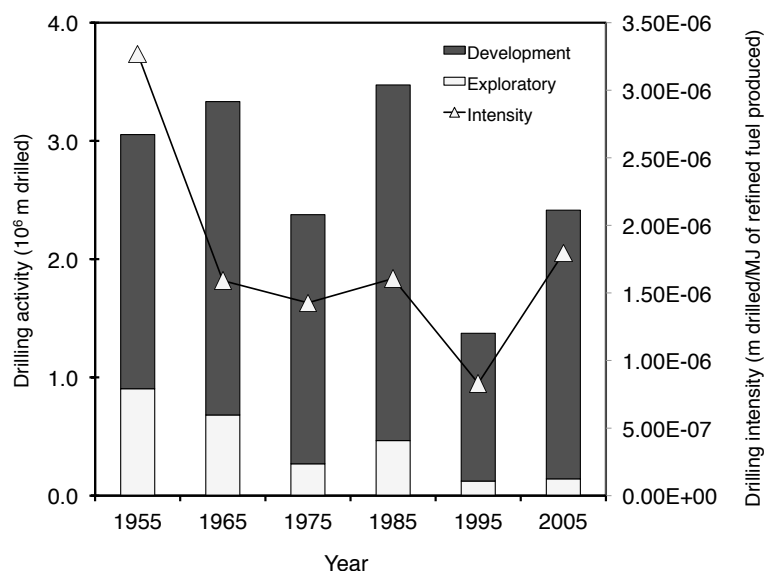 4.0
3.0
2.0
1.0
0.0
Drilling activity (10⁶ m drilled)
Development
Exploratory
Intensity
3.50E-06
3.00E-06
2.50E-06
2.00E-06
1.50E-06
1.00E-06
5.00E-07
0.00E+00
Drilling intensity (m drilled/MJ of refined fuel produced)
1955 1965 1975 1985 1995 2005
Year